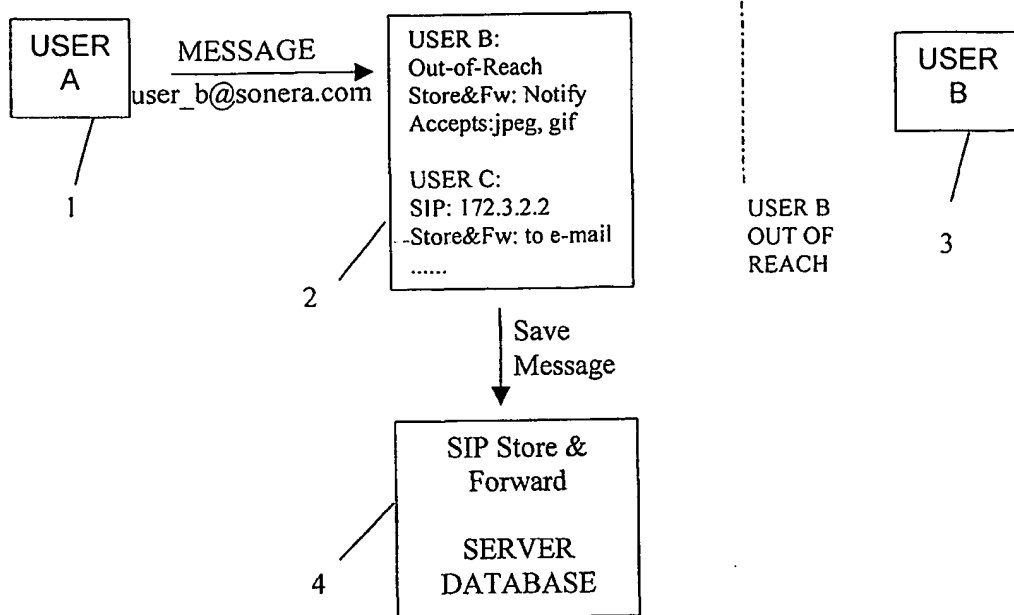 USER
A
MESSAGE
user_b@sonera.com
1
USER B:
Out-of-Reach
Store&Fw: Notify
Accepts:jpeg, gif
USER C:
SIP: 172.3.2.2
Store&Fw: to e-mail
......
2
USER B
OUT OF
REACH
USER
B
3
Save
Message
SIP Store &
Forward
SERVER
DATABASE
4